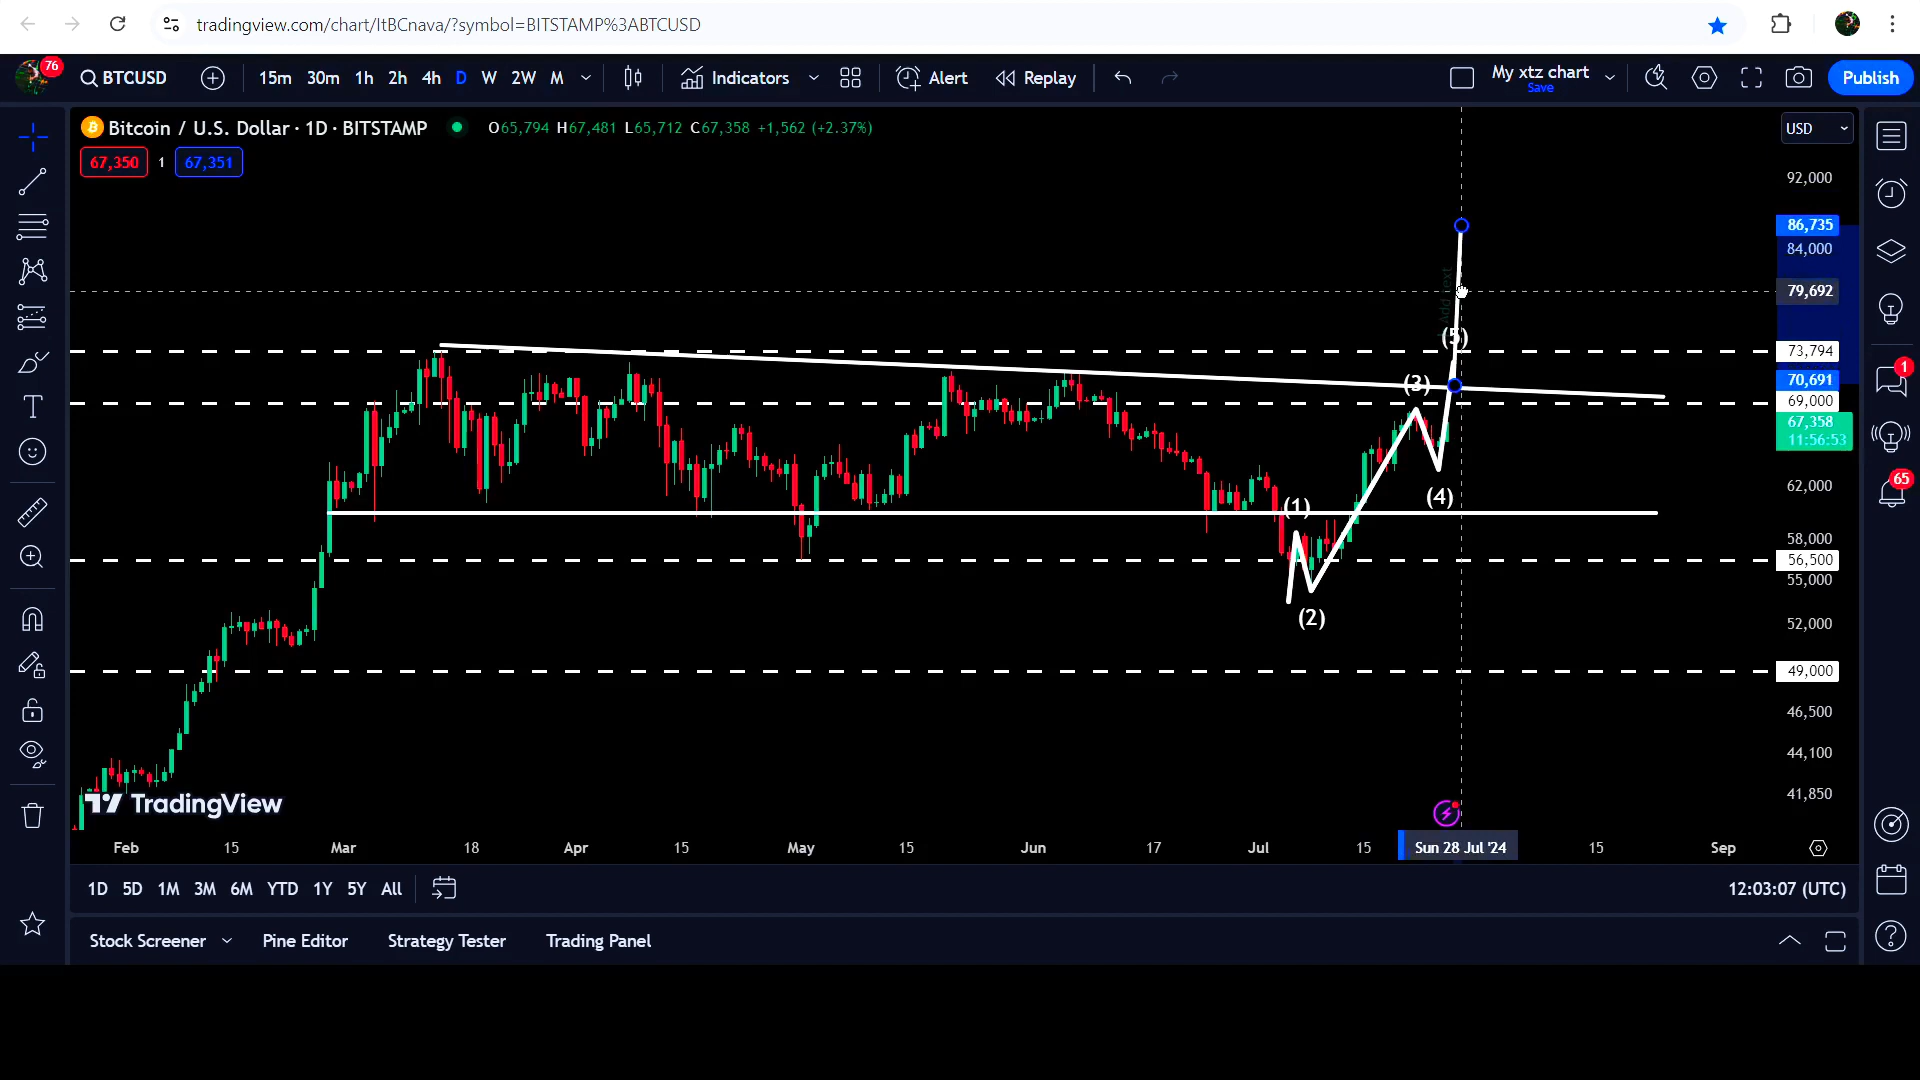 tradingview.com/chart/ItBCnava/?symbol=BITSTAMP%3ABTCUSD
76
BTCUSD
15m 30m 1h 2h 4h D W 2W M
Indicators
Alert
Replay
My xtz chart
Save
Publish
Bitcoin / U.S. Dollar · 1D · BITSTAMP
O65,794 H67,481 L65,712 C67,358 +1,562 (+2.37%)
67,350 1 67,351
USD
92,000
86,735
84,000
79,692
73,794
70,691
69,000
67,358
11:56:53
62,000
58,000
56,500
55,000
52,000
49,000
46,500
44,100
41,850
Add text
(5)
(3)
(1)
(4)
(2)
1
65
TradingView
Feb 15 Mar 18 Apr 15 May 15 Jun 17 Jul 15 Sun 28 Jul '24 15 Sep
1D 5D 1M 3M 6M YTD 1Y 5Y All
12:03:07 (UTC)
Stock Screener Pine Editor Strategy Tester Trading Panel